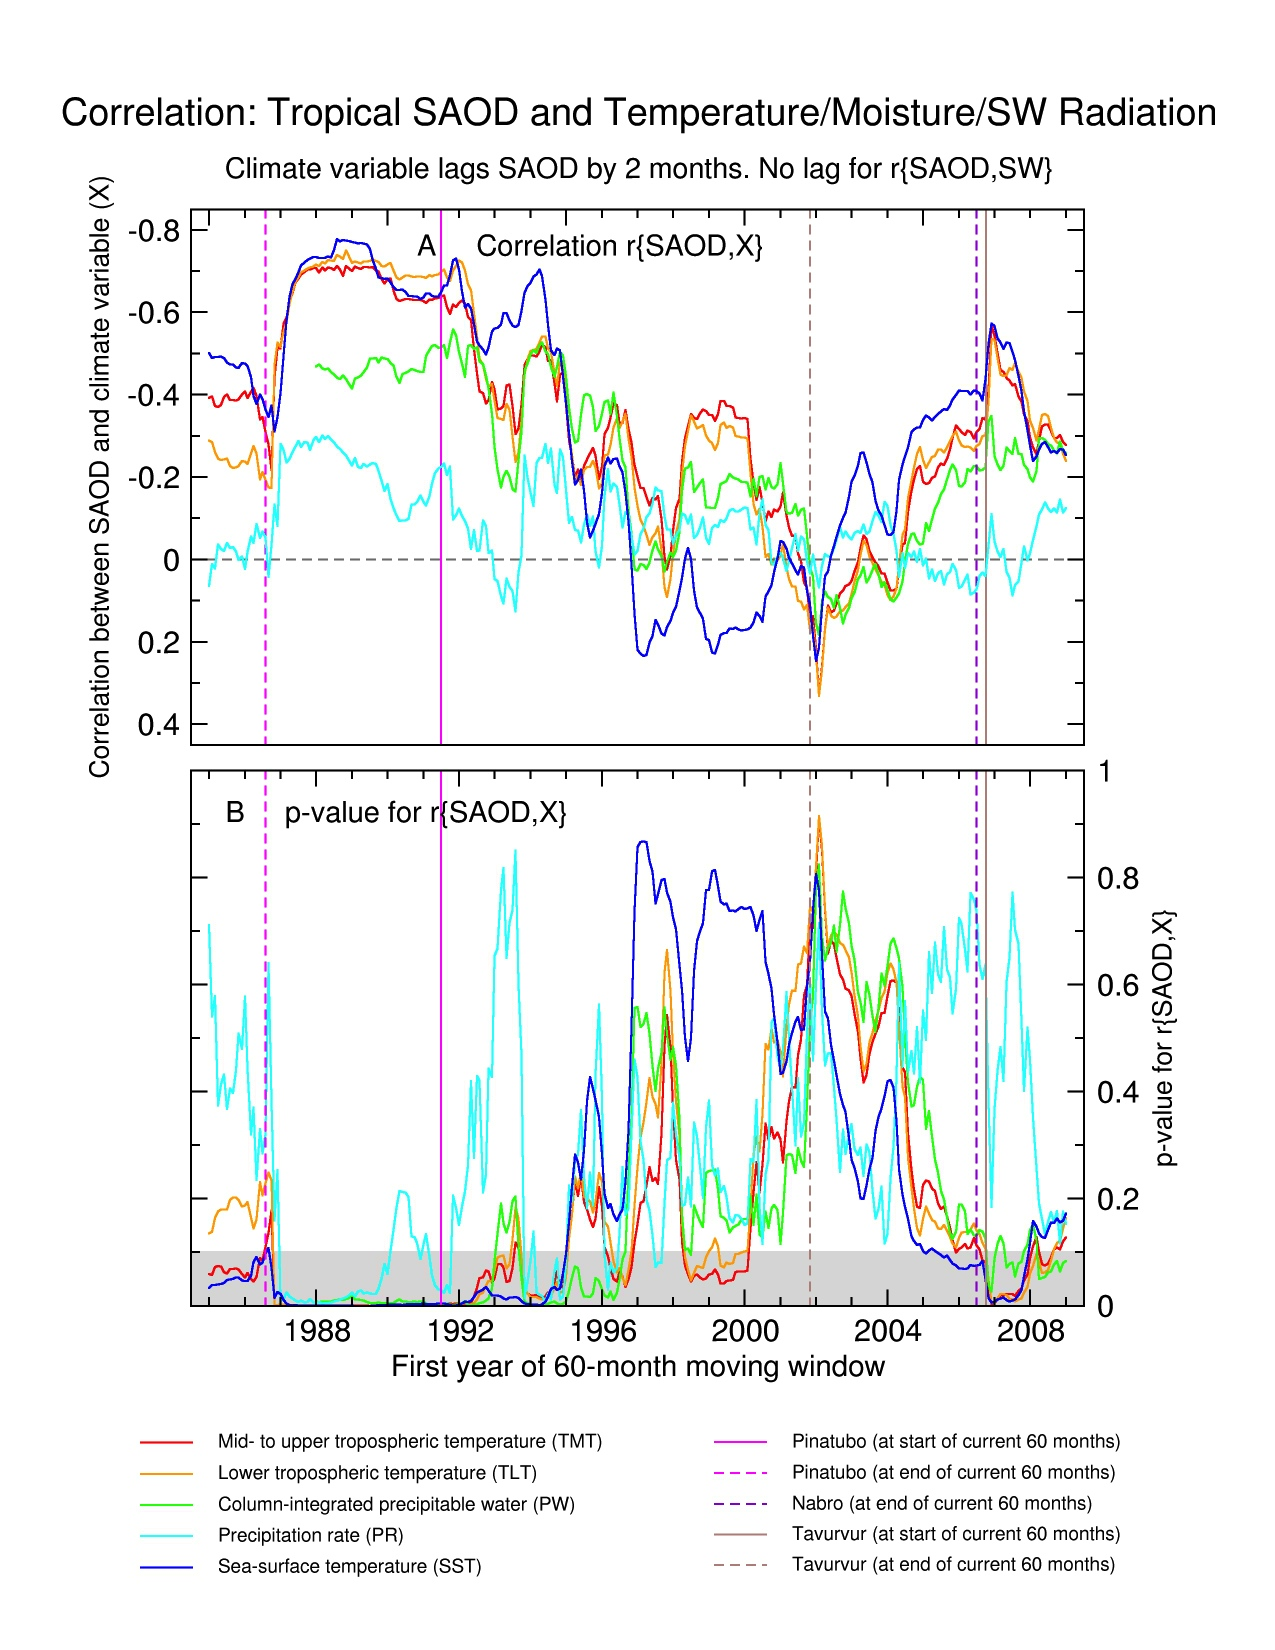 Correlation: Tropical SAOD and Temperature/Moisture/SW Radiation
Climate variable lags SAOD by 2 months. No lag for r{SAOD,SW}
Correlation between SAOD and climate variable (X)
-0.8
-0.6
-0.4
-0.2
0
0.2
0.4
A Correlation r{SAOD,X}
B p-value for r{SAOD,X}
1
0.8
0.6
0.4
0.2
0
p-value for r{SAOD,X}
1988 1992 1996 2000 2004 2008
First year of 60-month moving window
Mid- to upper tropospheric temperature (TMT)
Lower tropospheric temperature (TLT)
Column-integrated precipitable water (PW)
Precipitation rate (PR)
Sea-surface temperature (SST)
Pinatubo (at start of current 60 months)
Pinatubo (at end of current 60 months)
Nabro (at end of current 60 months)
Tavurvur (at start of current 60 months)
Tavurvur (at end of current 60 months)